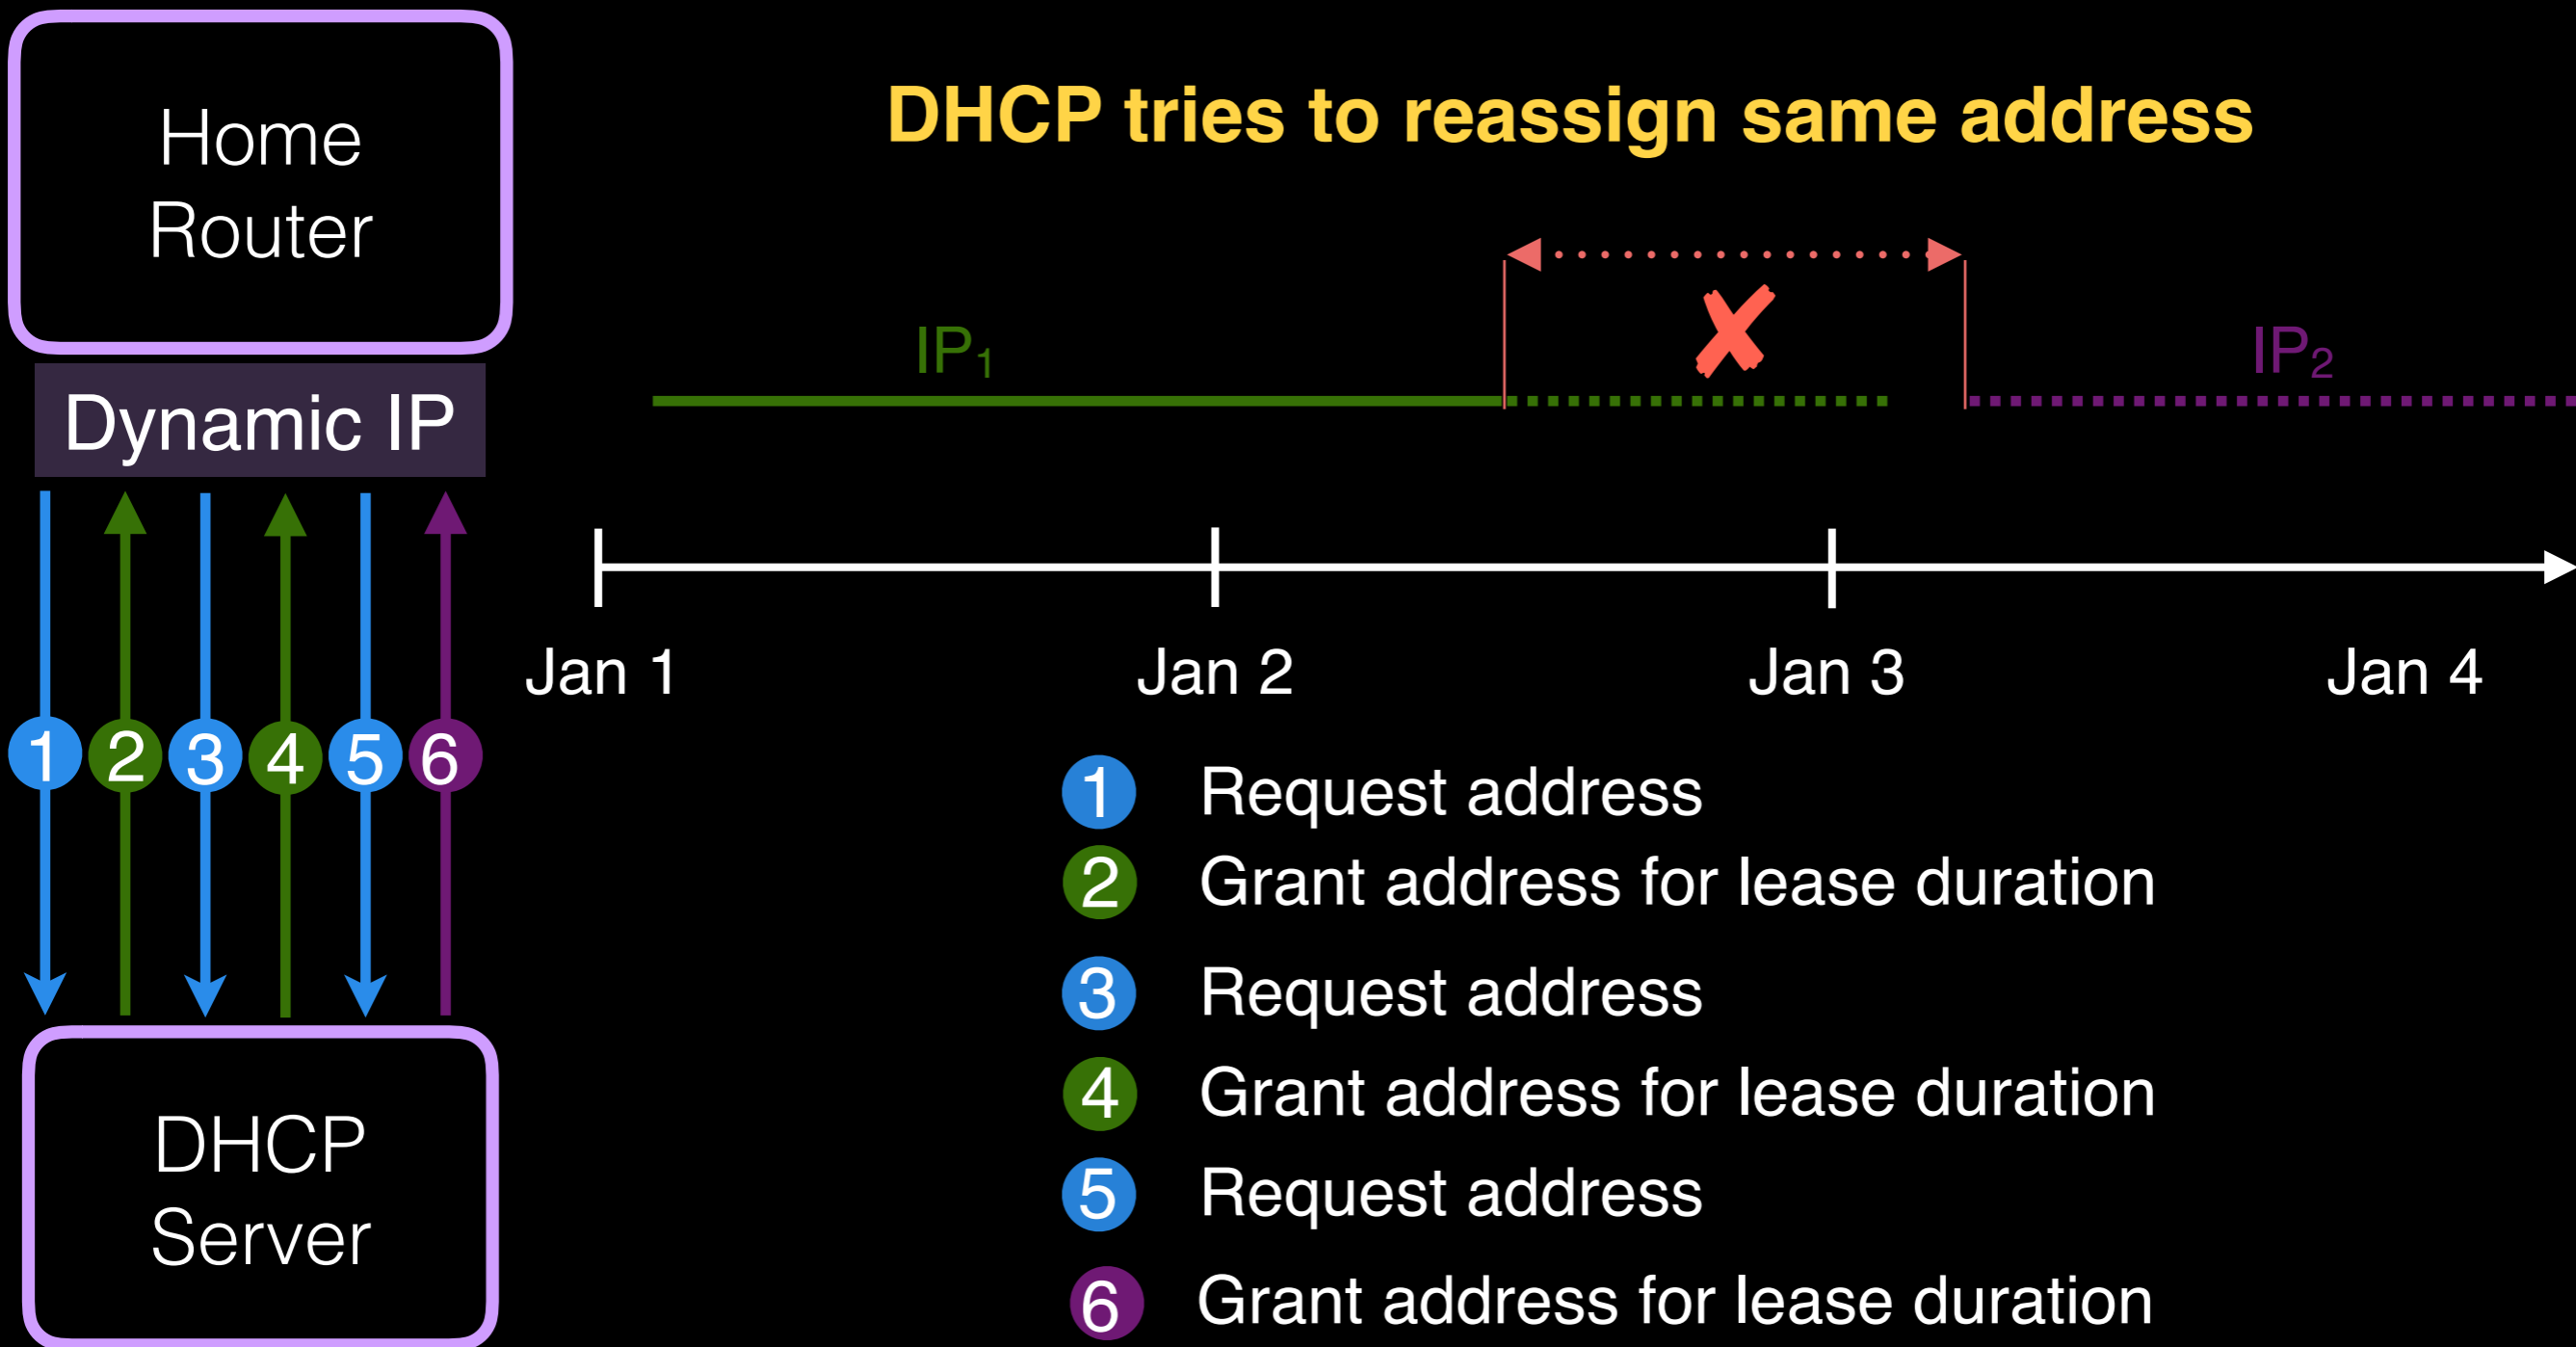 Home
Router
DHCP tries to reassign same address
✘
IP₁
IP₂
Dynamic IP
Jan 1
Jan 2
Jan 3
Jan 4
1
2
3
4
5
6
1 Request address
2 Grant address for lease duration
3 Request address
4 Grant address for lease duration
5 Request address
6 Grant address for lease duration
DHCP
Server